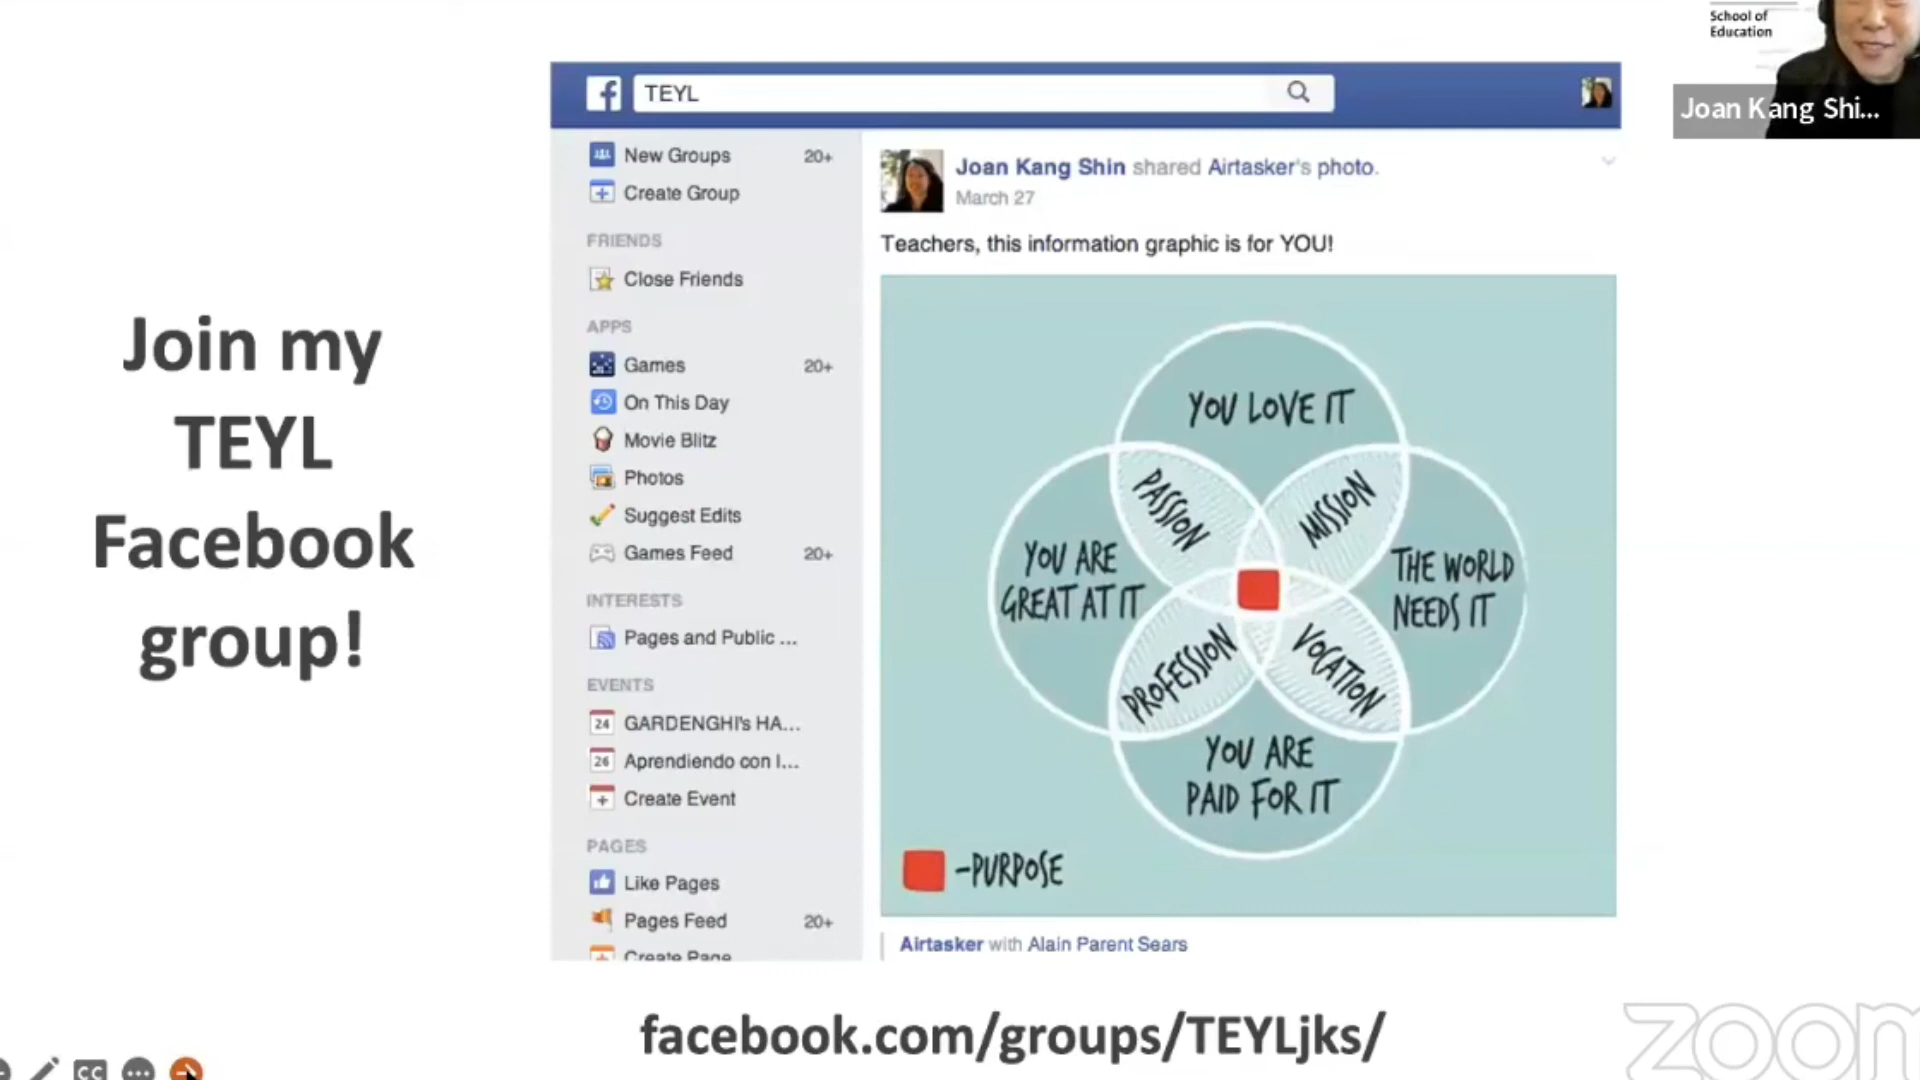 School of
Education
Joan Kang Shi...
Join my
TEYL
Facebook
group!
TEYL
New Groups 20+
Create Group
FRIENDS
Close Friends
APPS
Games 20+
On This Day
Movie Blitz
Photos
Suggest Edits
Games Feed 20+
INTERESTS
Pages and Public ...
EVENTS
24 GARDENGHI's HA...
26 Aprendiendo con l...
Create Event
PAGES
Like Pages
Pages Feed 20+
Create Page
Joan Kang Shin shared Airtasker's photo.
March 27
Teachers, this information graphic is for YOU!
YOU LOVE IT
PASSION
MISSION
YOU ARE
GREAT AT IT
THE WORLD
NEEDS IT
PROFESSION
VOCATION
YOU ARE
PAID FOR IT
-PURPOSE
Airtasker with Alain Parent Sears
facebook.com/groups/TEYLjks/
CC
zoom